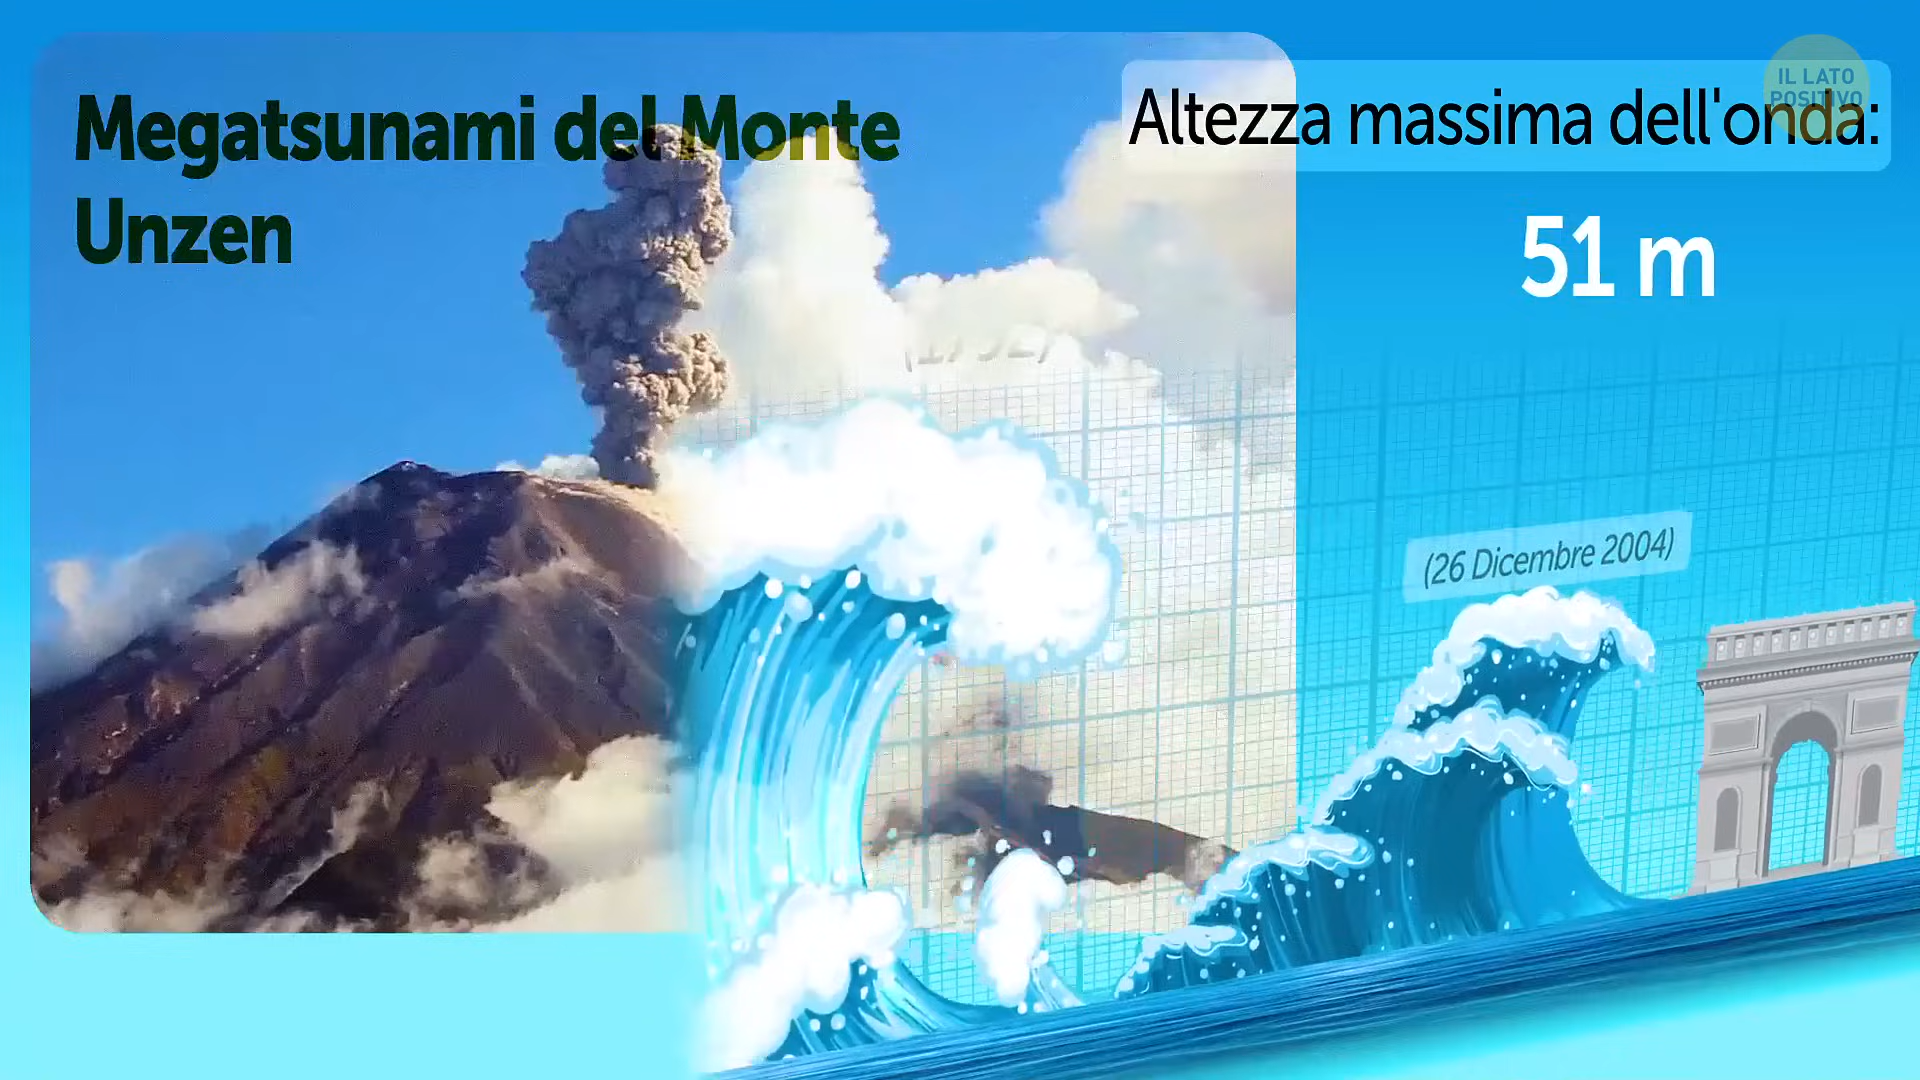 Megatsunami del Monte
Unzen
Altezza massima dell'onda:
IL LATO
POSITIVO
51 m
(26 Dicembre 2004)